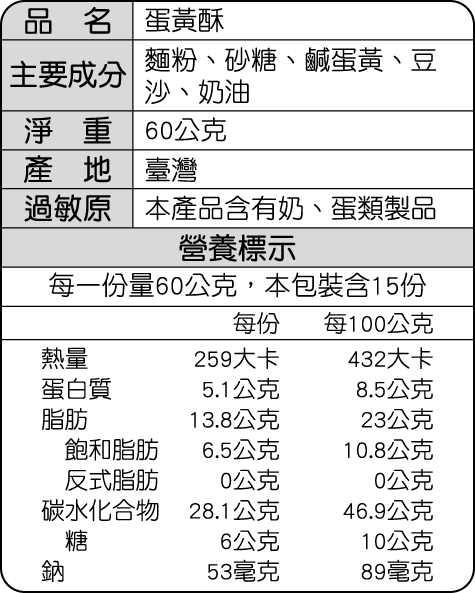 品 名 蛋黃酥
主要成分 麵粉、砂糖、鹹蛋黃、豆
沙、奶油
淨 重 60公克
產 地 臺灣
過敏原 本產品含有奶、蛋類製品
營養標示
每一份量60公克，本包裝含15份
每份 每100公克
熱量 259大卡 432大卡
蛋白質 5.1公克 8.5公克
脂肪 13.8公克 23公克
飽和脂肪 6.5公克 10.8公克
反式脂肪 0公克 0公克
碳水化合物 28.1公克 46.9公克
糖 6公克 10公克
鈉 53毫克 89毫克